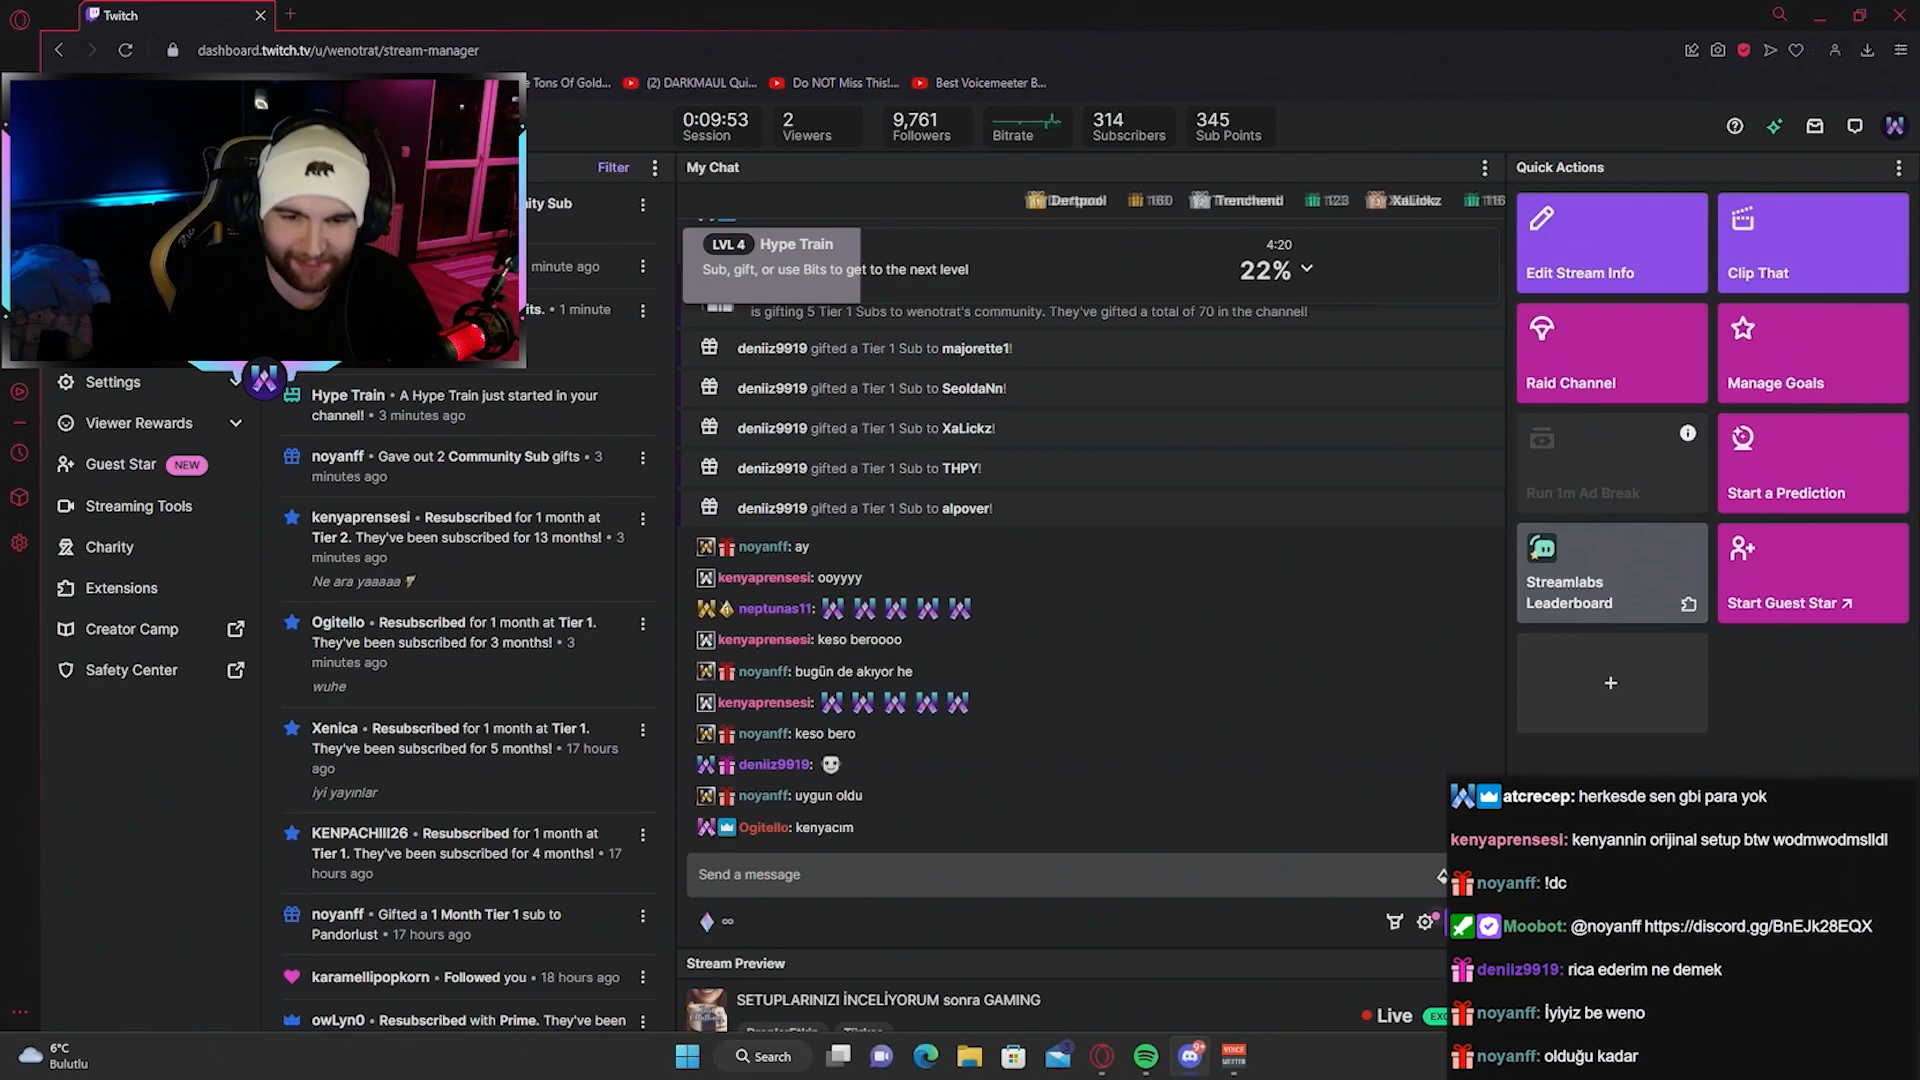 Twitch
dashboard.twitch.tv/u/wenotrat/stream-manager
e Tons Of Gold...
(2) DARKMAUL Qui...
Do NOT Miss This!...
Best Voicemeeter B...
0:09:53
Session
2
Viewers
9,761
Followers
Bitrate
314
Subscribers
345
Sub Points
Filter
My Chat
Quick Actions
ity Sub
minute ago
its. • 1 minute
Settings
Viewer Rewards
Guest Star NEW
Streaming Tools
Charity
Extensions
Creator Camp
Safety Center
Hype Train • A Hype Train just started in your
channel! • 3 minutes ago
noyanff • Gave out 2 Community Sub gifts • 3
minutes ago
kenyaprensesi • Resubscribed for 1 month at
Tier 2. They've been subscribed for 13 months! • 3
minutes ago
Ne ara yaaaaa
Ogitello • Resubscribed for 1 month at Tier 1.
They've been subscribed for 3 months! • 3
minutes ago
wuhe
Xenica • Resubscribed for 1 month at Tier 1.
They've been subscribed for 5 months! • 17 hours
ago
iyi yayınlar
KENPACHIII26 • Resubscribed for 1 month at
Tier 1. They've been subscribed for 4 months! • 17
hours ago
noyanff • Gifted a 1 Month Tier 1 sub to
Pandorlust • 17 hours ago
karamellipopkorn • Followed you • 18 hours ago
owLyn0 • Resubscribed with Prime. They've been
Dertpool 160 Trenchend 123 XaLickz 116
LVL 4 Hype Train
Sub, gift, or use Bits to get to the next level
4:20
22%
is gifting 5 Tier 1 Subs to wenotrat's community. They've gifted a total of 70 in the channel!
deniiz9919 gifted a Tier 1 Sub to majorette1!
deniiz9919 gifted a Tier 1 Sub to SeoldaNn!
deniiz9919 gifted a Tier 1 Sub to XaLickz!
deniiz9919 gifted a Tier 1 Sub to THPY!
deniiz9919 gifted a Tier 1 Sub to alpover!
noyanff: ay
kenyaprensesi: ooyyyy
neptunas11:
kenyaprensesi: keso beroooo
noyanff: bugün de akıyor he
kenyaprensesi:
noyanff: keso bero
deniiz9919:
noyanff: uygun oldu
Ogitello: kenyacım
Send a message
∞
Stream Preview
SETUPLARINIZI İNCELİYORUM sonra GAMING
Live
Edit Stream Info
Clip That
Raid Channel
Manage Goals
Run 1m Ad Break
Start a Prediction
Streamlabs
Leaderboard
Start Guest Star
+
atcrecep: herkesde sen gbi para yok
kenyaprensesi: kenyannin orijinal setup btw wodmwodmslldl
noyanff: !dc
Moobot: @noyanff https://discord.gg/BnEJk28EQX
deniiz9919: rica ederim ne demek
noyanff: İyiyiz be weno
noyanff: olduğu kadar
6°C
Bulutlu
Search
3
9+
VOICE
MEETER